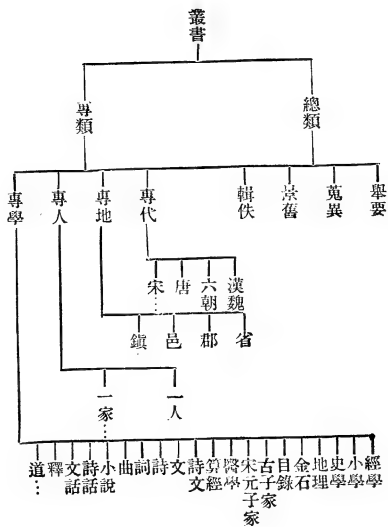 叢書
總類
專類
舉要
蒐異
景舊
輯佚
專代
專地
專人
專學
漢魏
六朝
唐
宋…
省
郡
邑
鎮
一人
一家…
經學
小學
史學
地理
金石
目錄
古子家
宋元子家
醫學
算經
詩文
文
詩
詞
曲
小說
詩話
文話
釋
道…